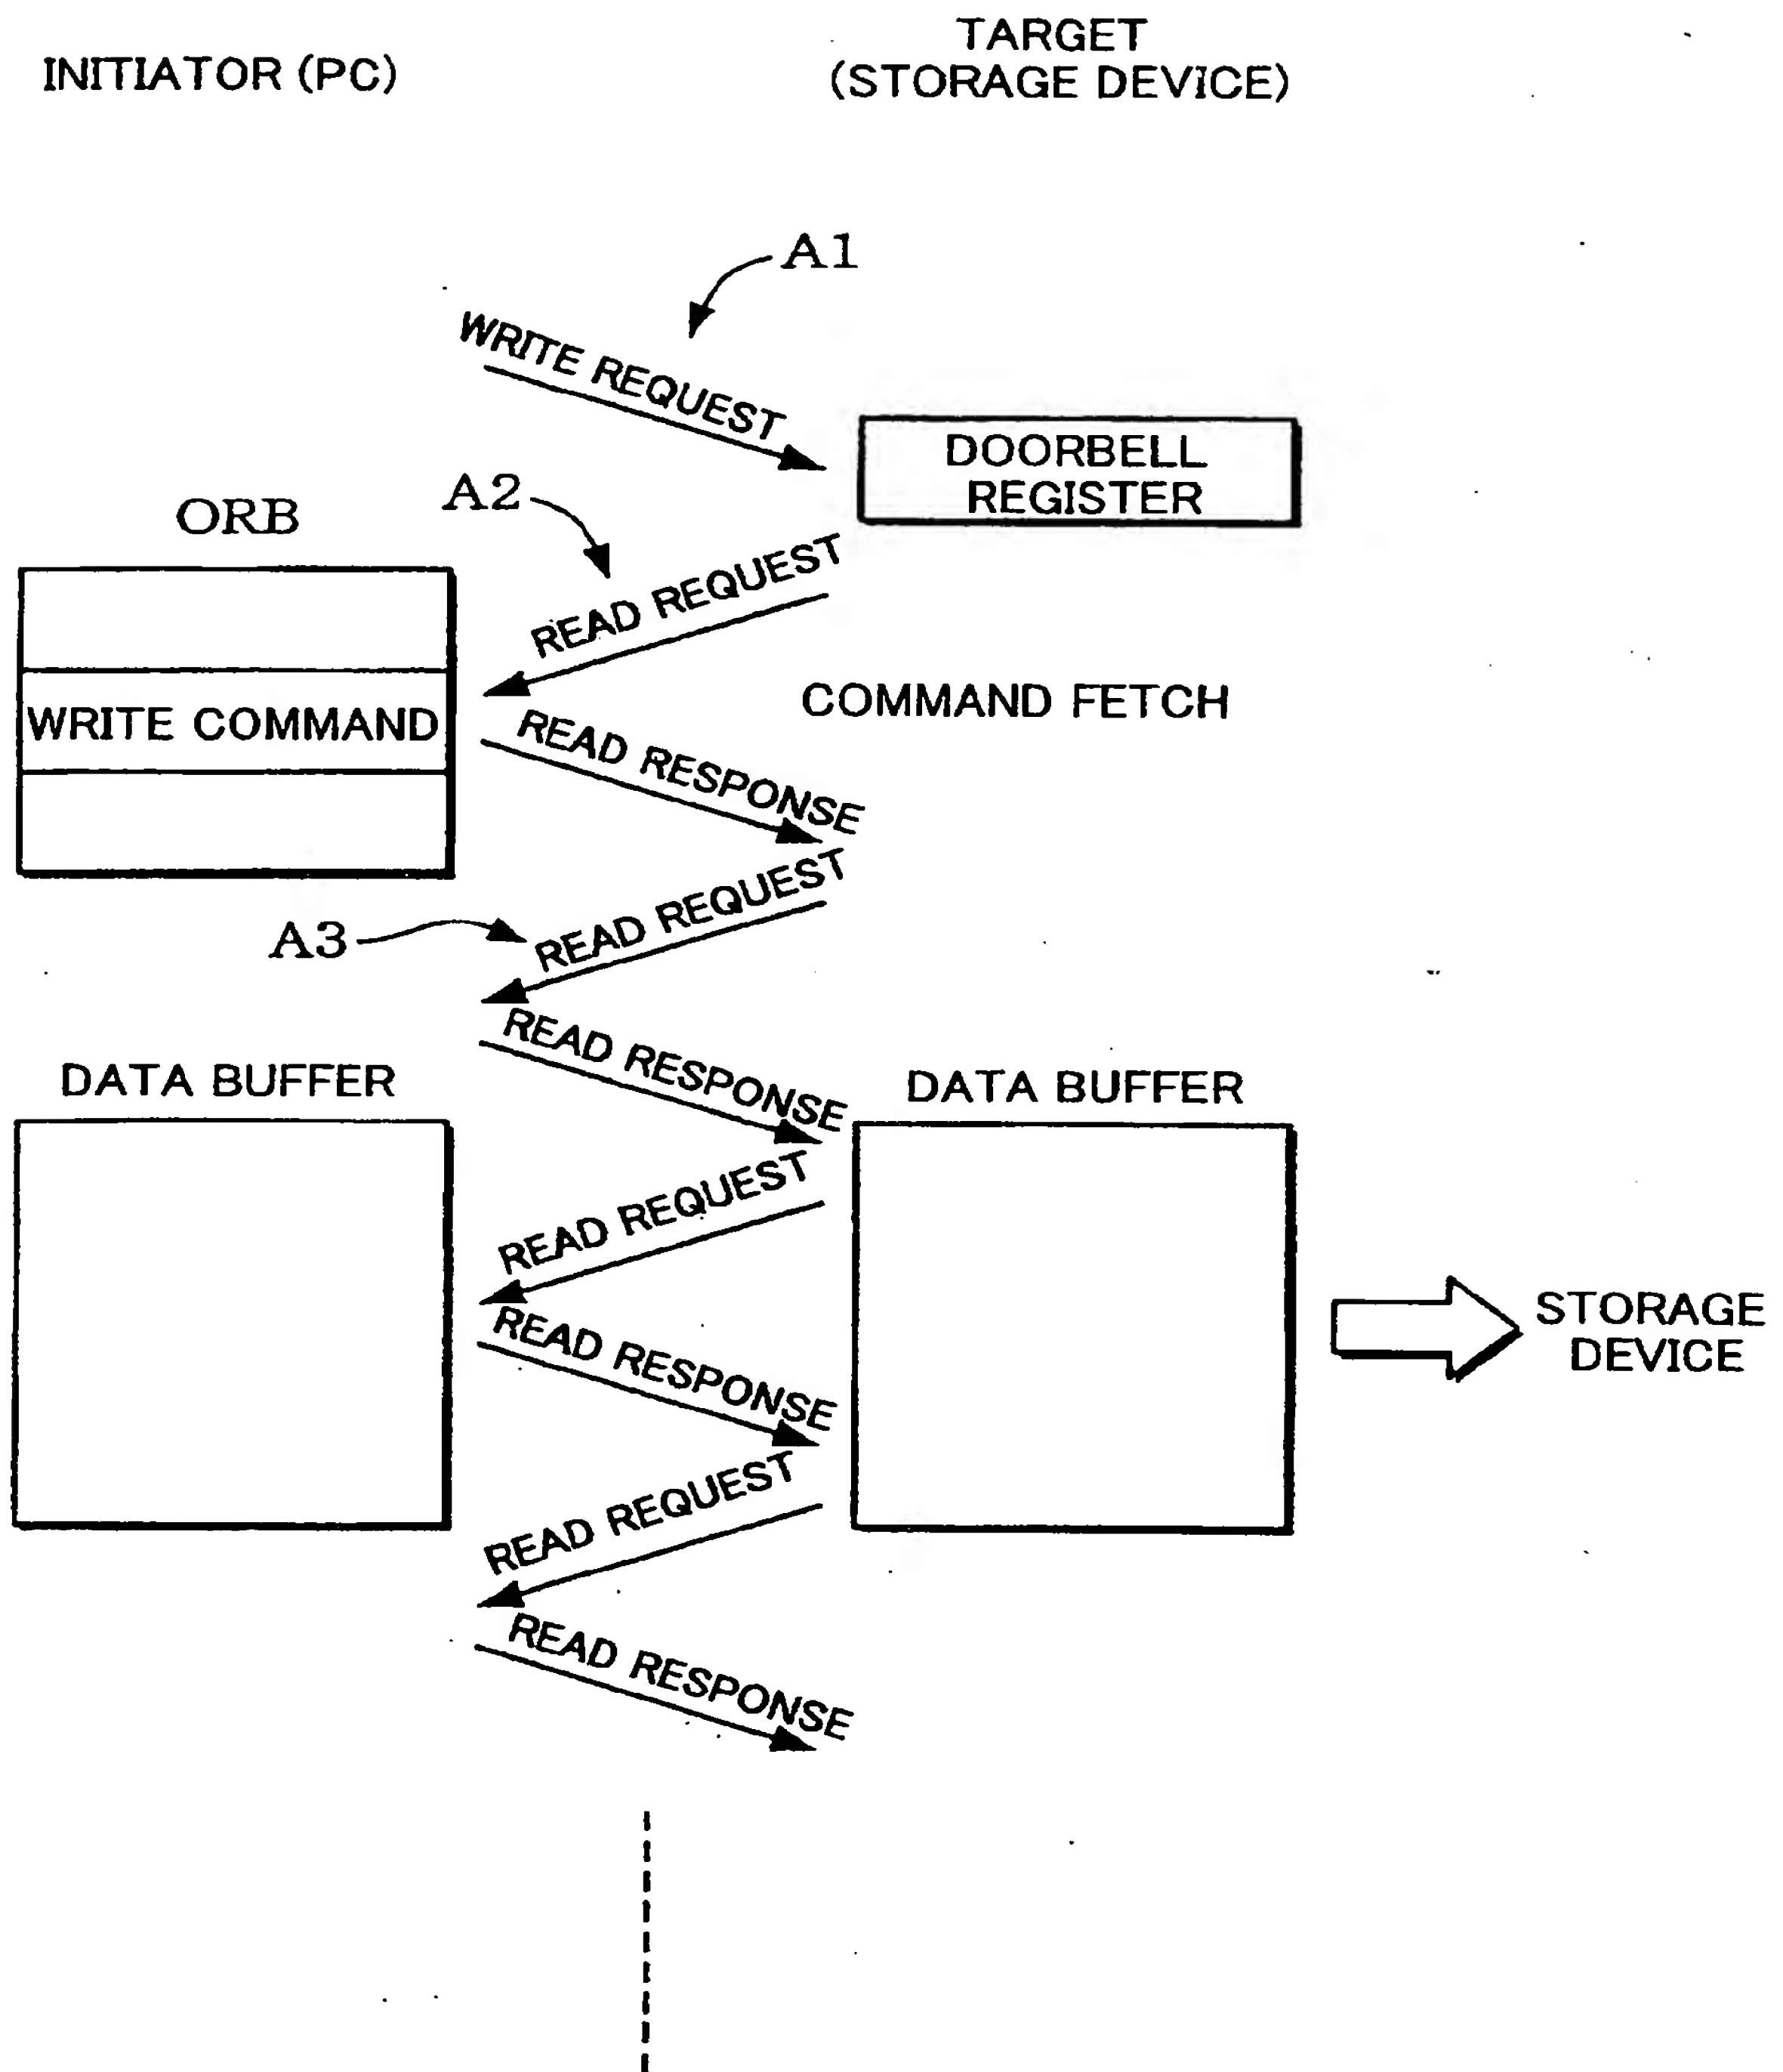 INITIATOR (PC)
TARGET
(STORAGE DEVICE)
A1
WRITE REQUEST
DOORBELL
REGISTER
A2
ORB
READ REQUEST
WRITE COMMAND
COMMAND FETCH
READ RESPONSE
READ REQUEST
A3
READ RESPONSE
DATA BUFFER
DATA BUFFER
READ REQUEST
READ RESPONSE
STORAGE
DEVICE
READ REQUEST
READ RESPONSE